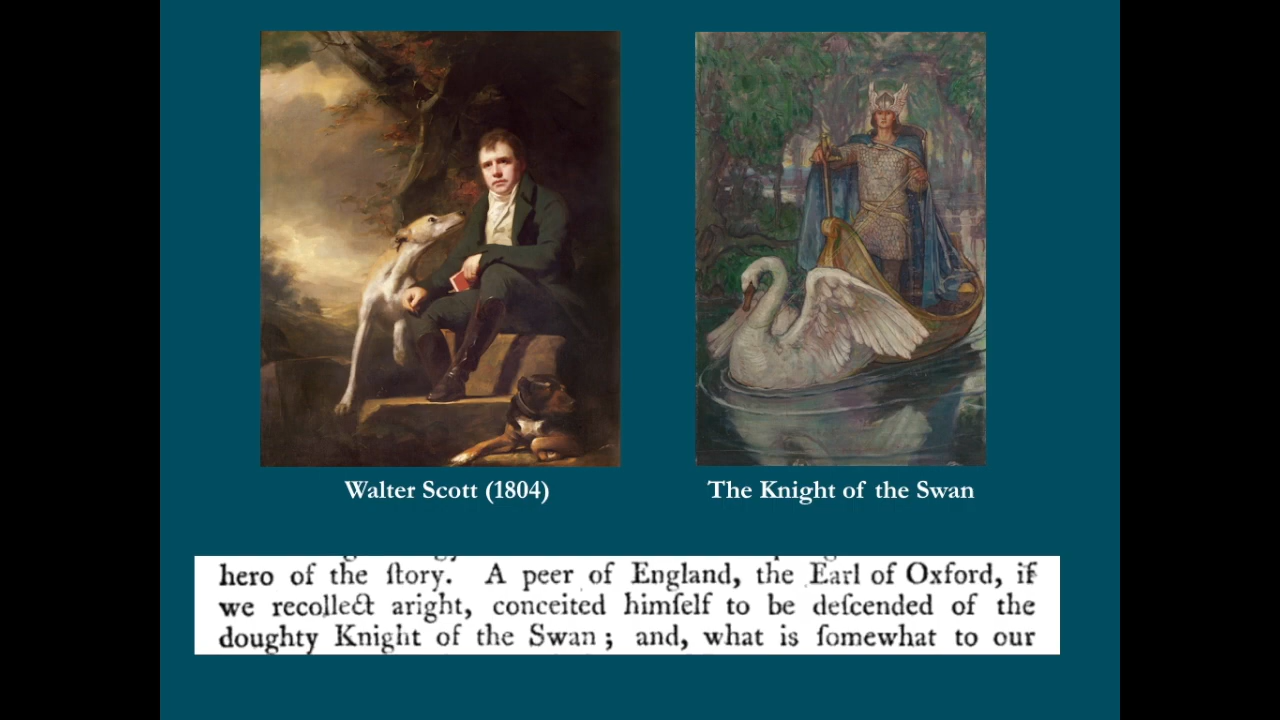 Walter Scott (1804)
The Knight of the Swan
hero of the ſtory. A peer of England, the Earl of Oxford, if
we recollect aright, conceited himſelf to be deſcended of the
doughty Knight of the Swan; and, what is ſomewhat to our